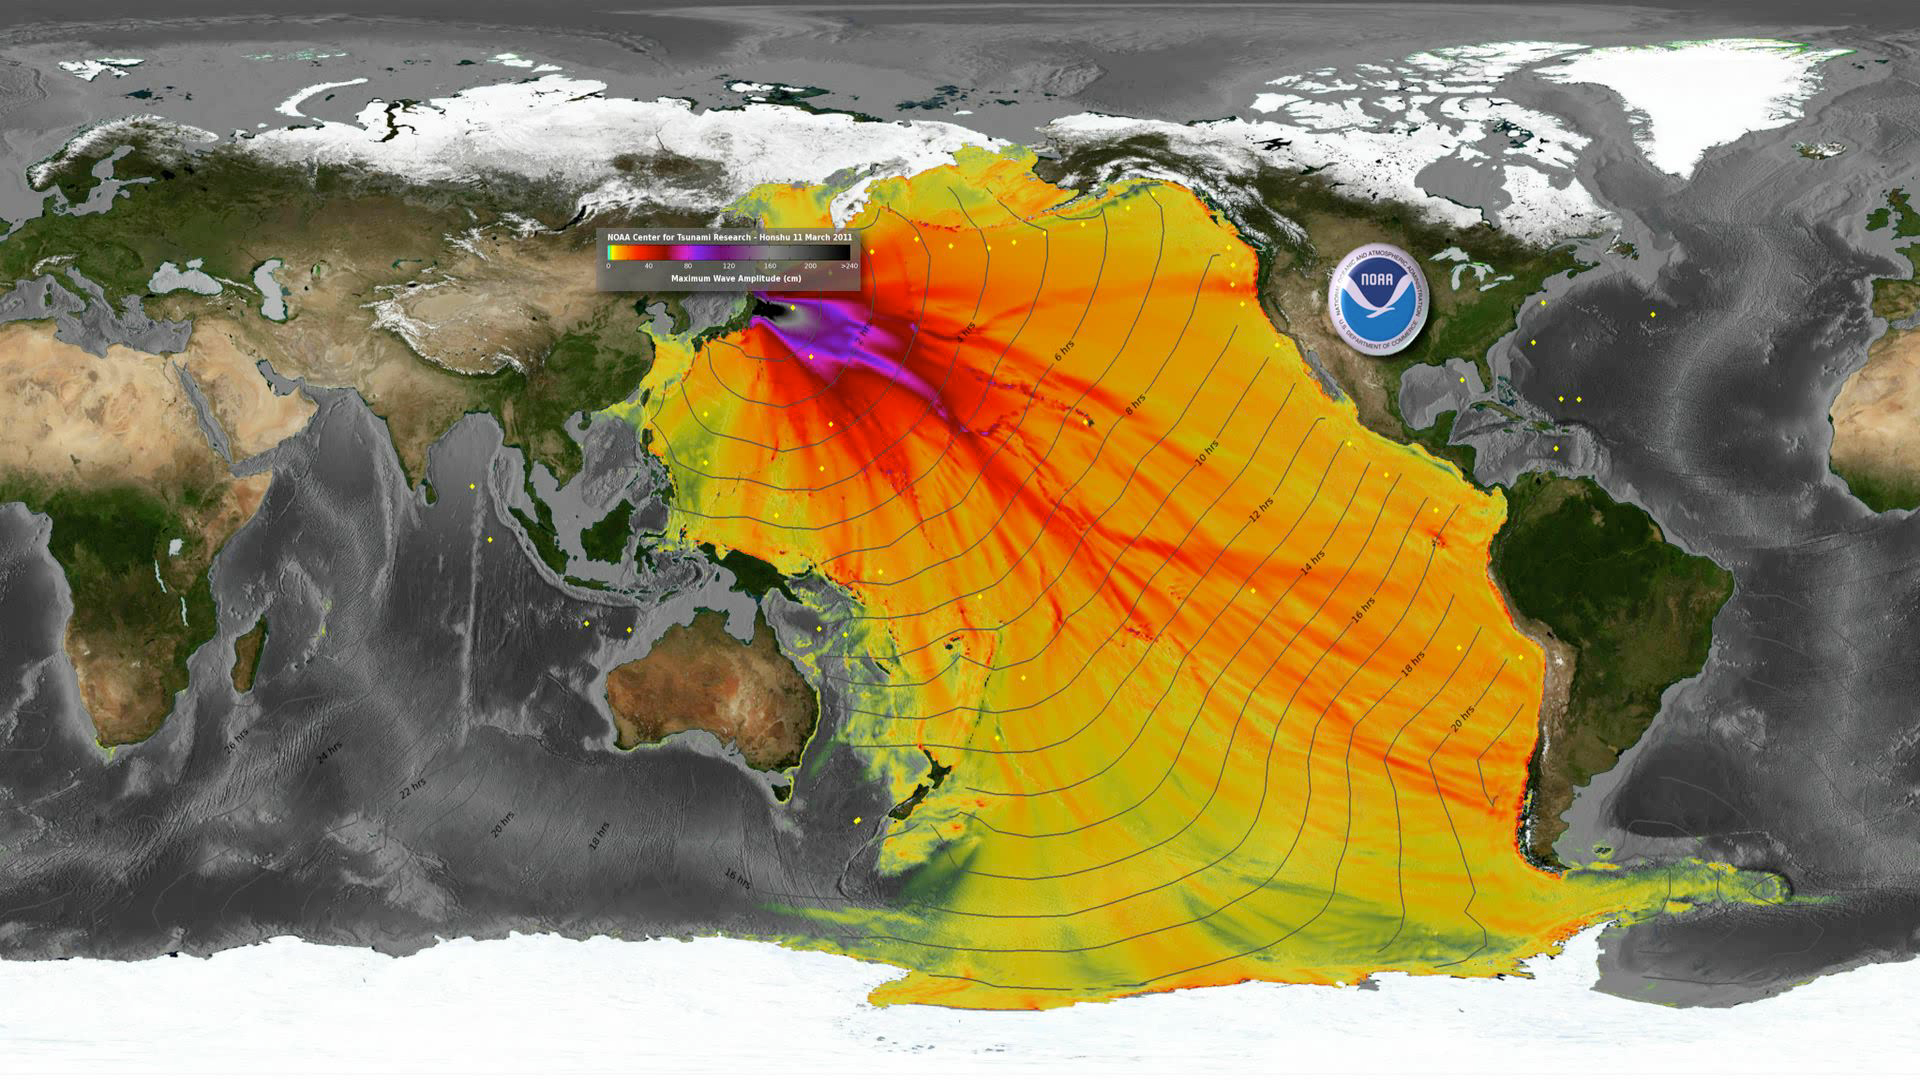 NOAA Center for Tsunami Research - Honshu 11 March 2011
0 40 80 120 160 200 >240
Maximum Wave Amplitude (cm)
NATIONAL OCEANIC AND ATMOSPHERIC ADMINISTRATION
NOAA
U.S. DEPARTMENT OF COMMERCE
2 hrs
4 hrs
6 hrs
8 hrs
10 hrs
12 hrs
14 hrs
16 hrs
18 hrs
20 hrs
26 hrs
24 hrs
22 hrs
20 hrs
18 hrs
16 hrs